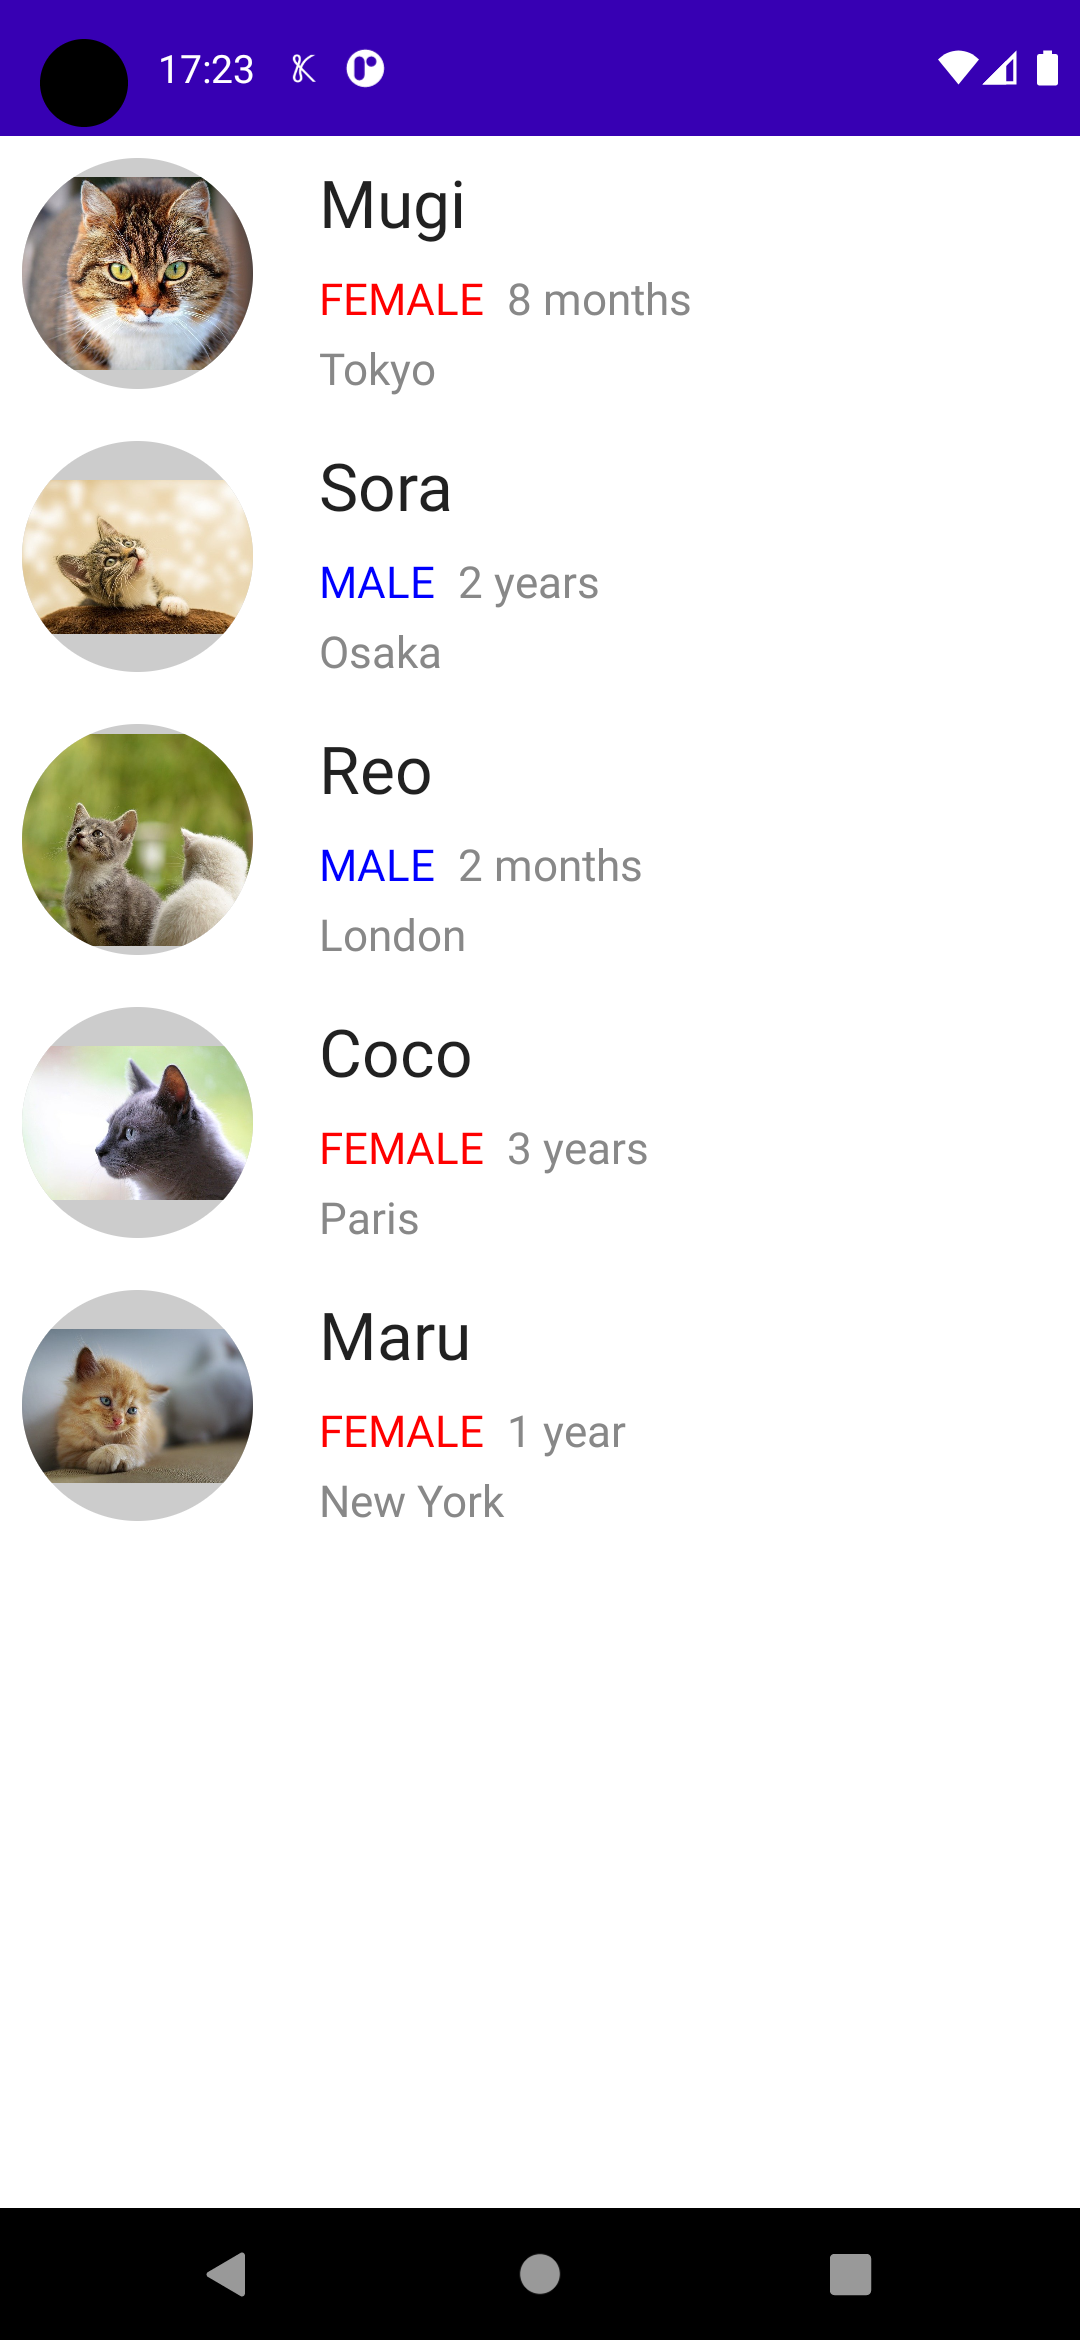 17:23
Mugi
FEMALE 8 months
Tokyo
Sora
MALE 2 years
Osaka
Reo
MALE 2 months
London
Coco
FEMALE 3 years
Paris
Maru
FEMALE 1 year
New York